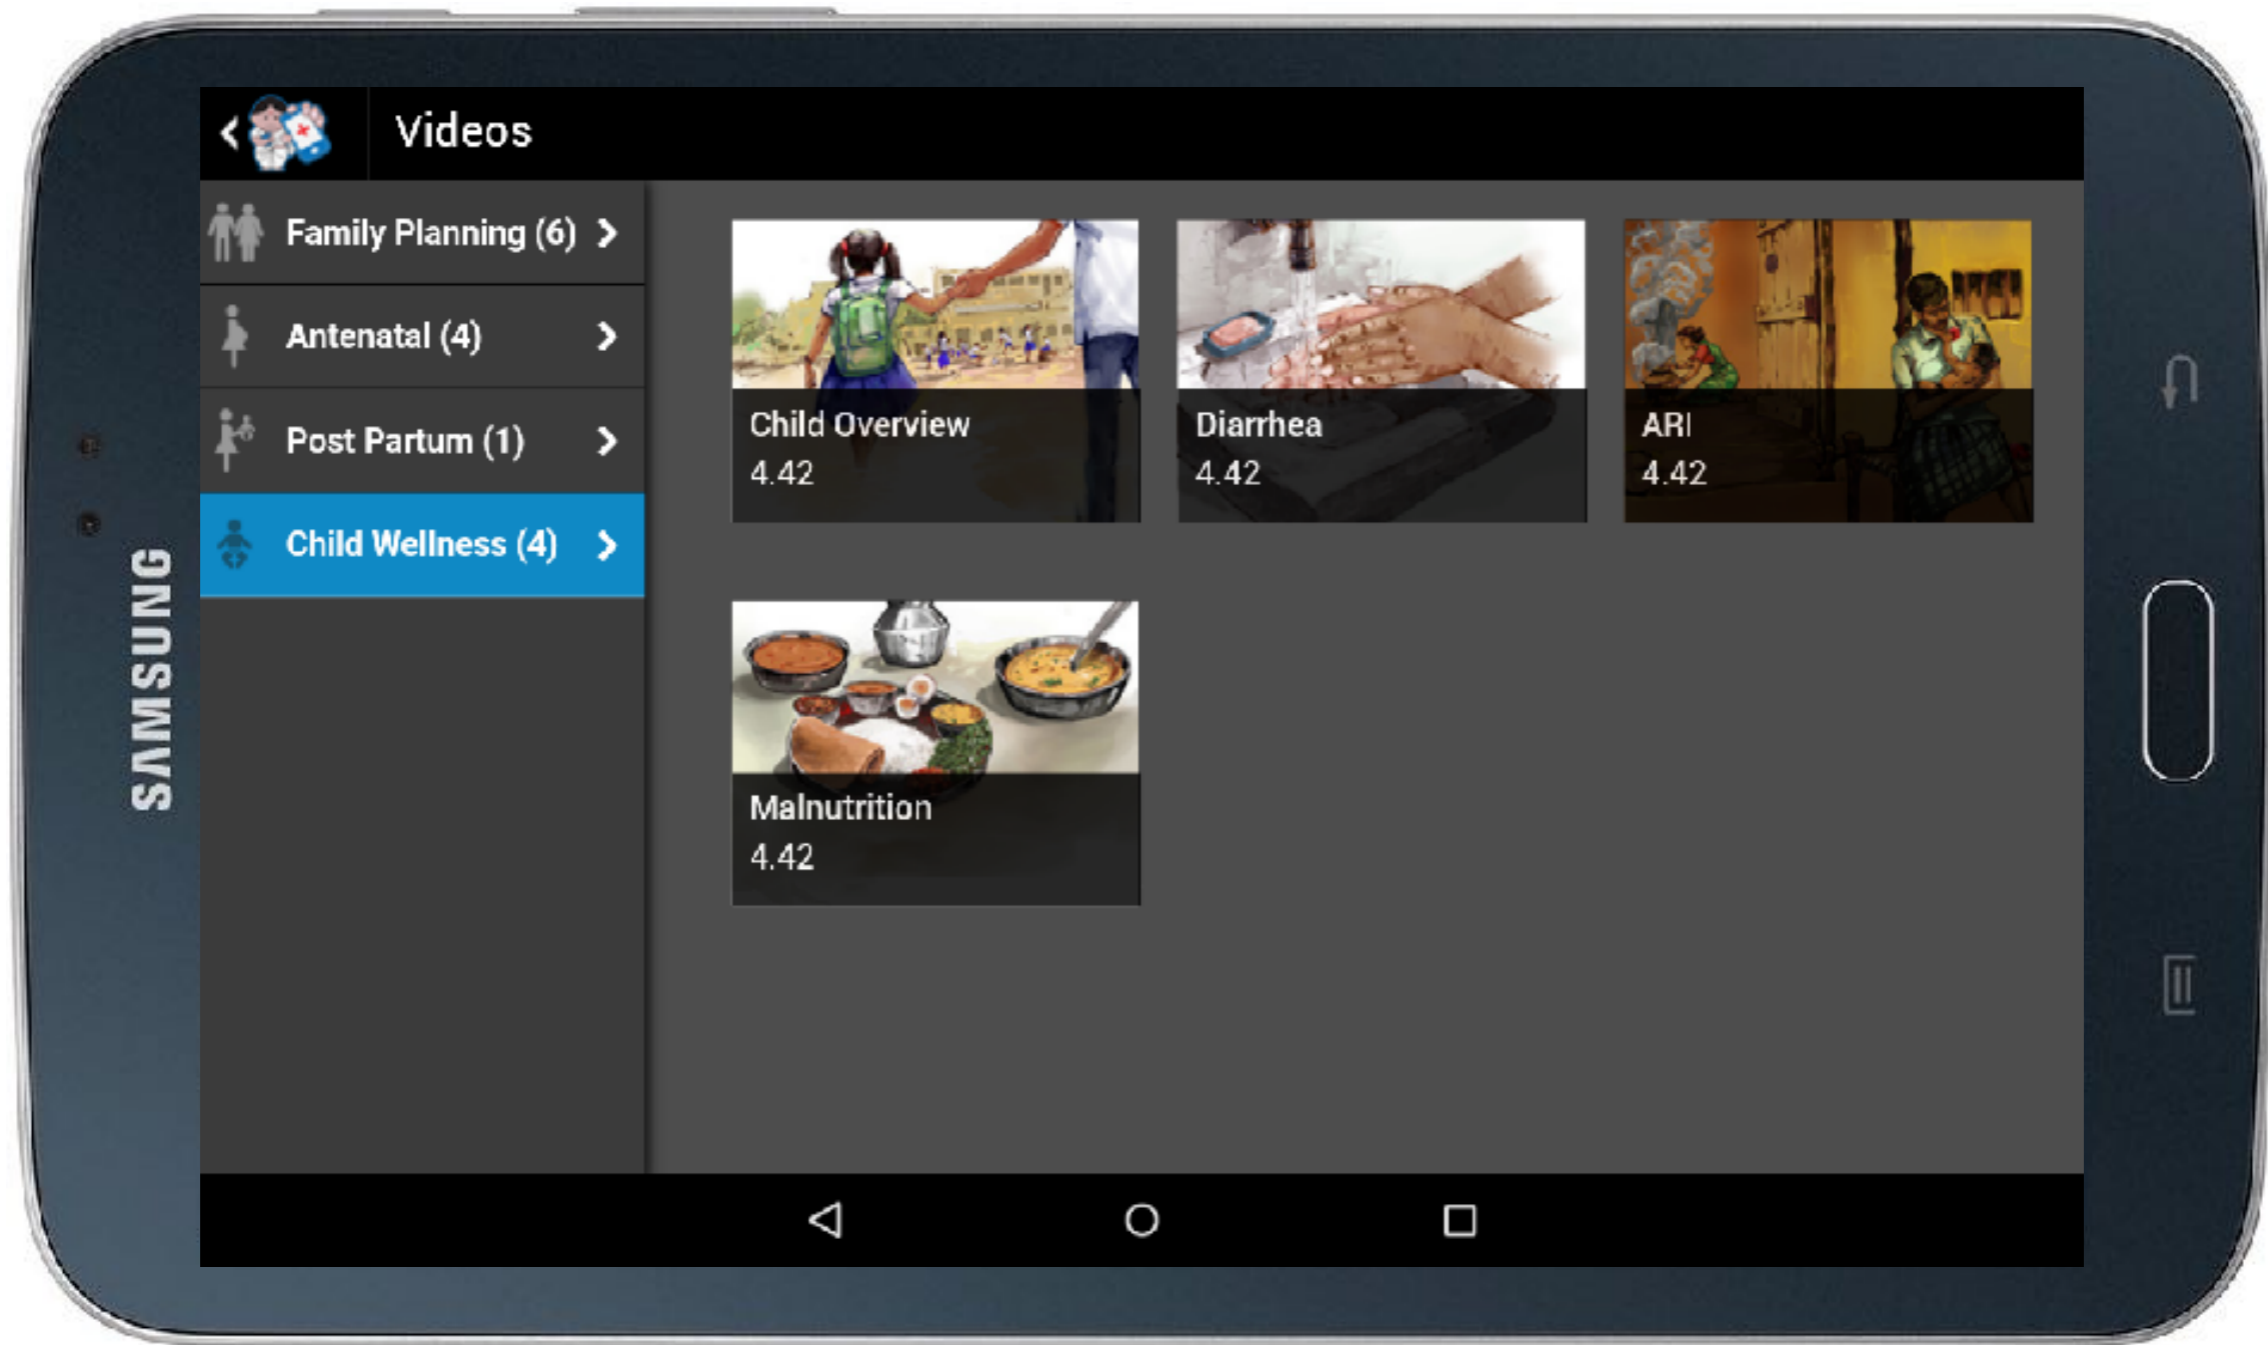 Videos
Family Planning (6)
Antenatal (4)
Post Partum (1)
Child Wellness (4)
Child Overview
4.42
Diarrhea
4.42
ARI
4.42
Malnutrition
4.42
SAMSUNG